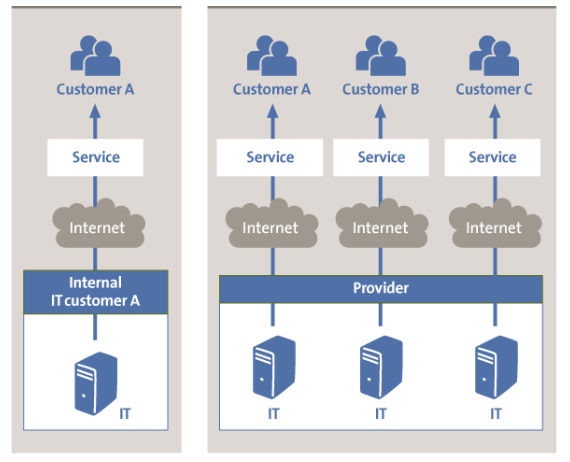 Customer A
Service
Internet
Internal
IT customer A
IT
Customer A
Customer B
Customer C
Service
Service
Service
Internet
Internet
Internet
Provider
IT
IT
IT